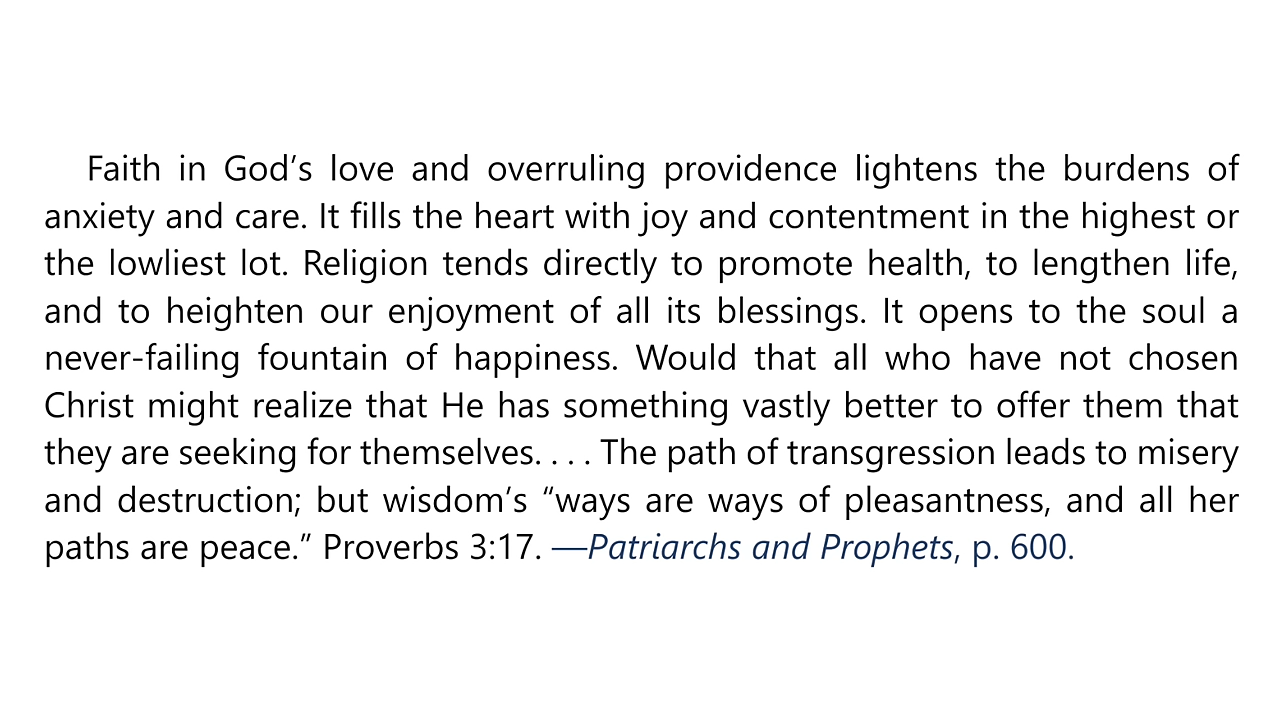 Faith in God’s love and overruling providence lightens the burdens of
anxiety and care. It fills the heart with joy and contentment in the highest or
the lowliest lot. Religion tends directly to promote health, to lengthen life,
and to heighten our enjoyment of all its blessings. It opens to the soul a
never-failing fountain of happiness. Would that all who have not chosen
Christ might realize that He has something vastly better to offer them that
they are seeking for themselves. . . . The path of transgression leads to misery
and destruction; but wisdom’s “ways are ways of pleasantness, and all her
paths are peace.” Proverbs 3:17. —Patriarchs and Prophets, p. 600.